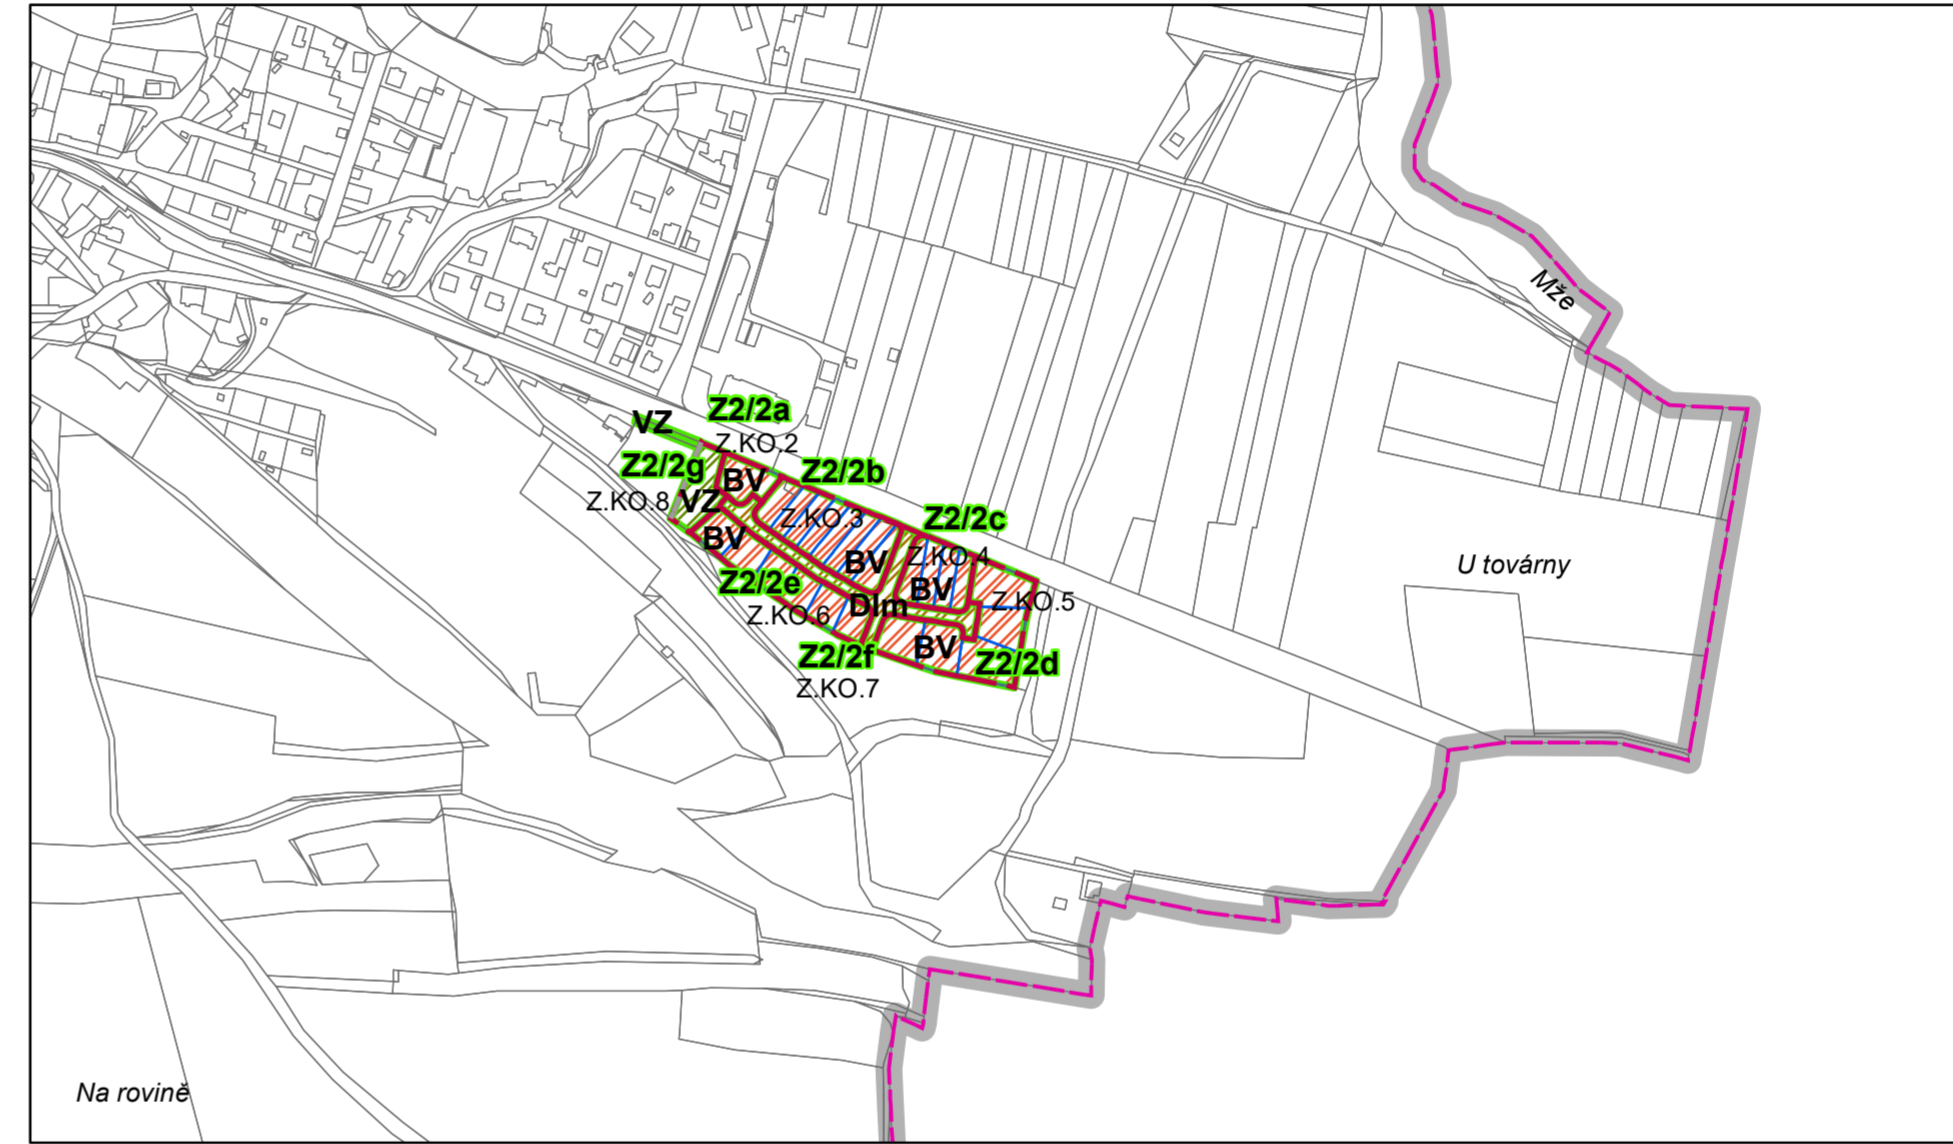 Mže
VZ
Z2/2a
Z.KO.2
Z2/2g
BV
Z2/2b
Z.KO.8
VZ
Z.KO.3
Z2/2c
BV
BV
Z.KO.4
U továrny
Z2/2e
BV
Z.KO.5
Z.KO.6
DIm
BV
Z2/2f
Z2/2d
Z.KO.7
Na rovině